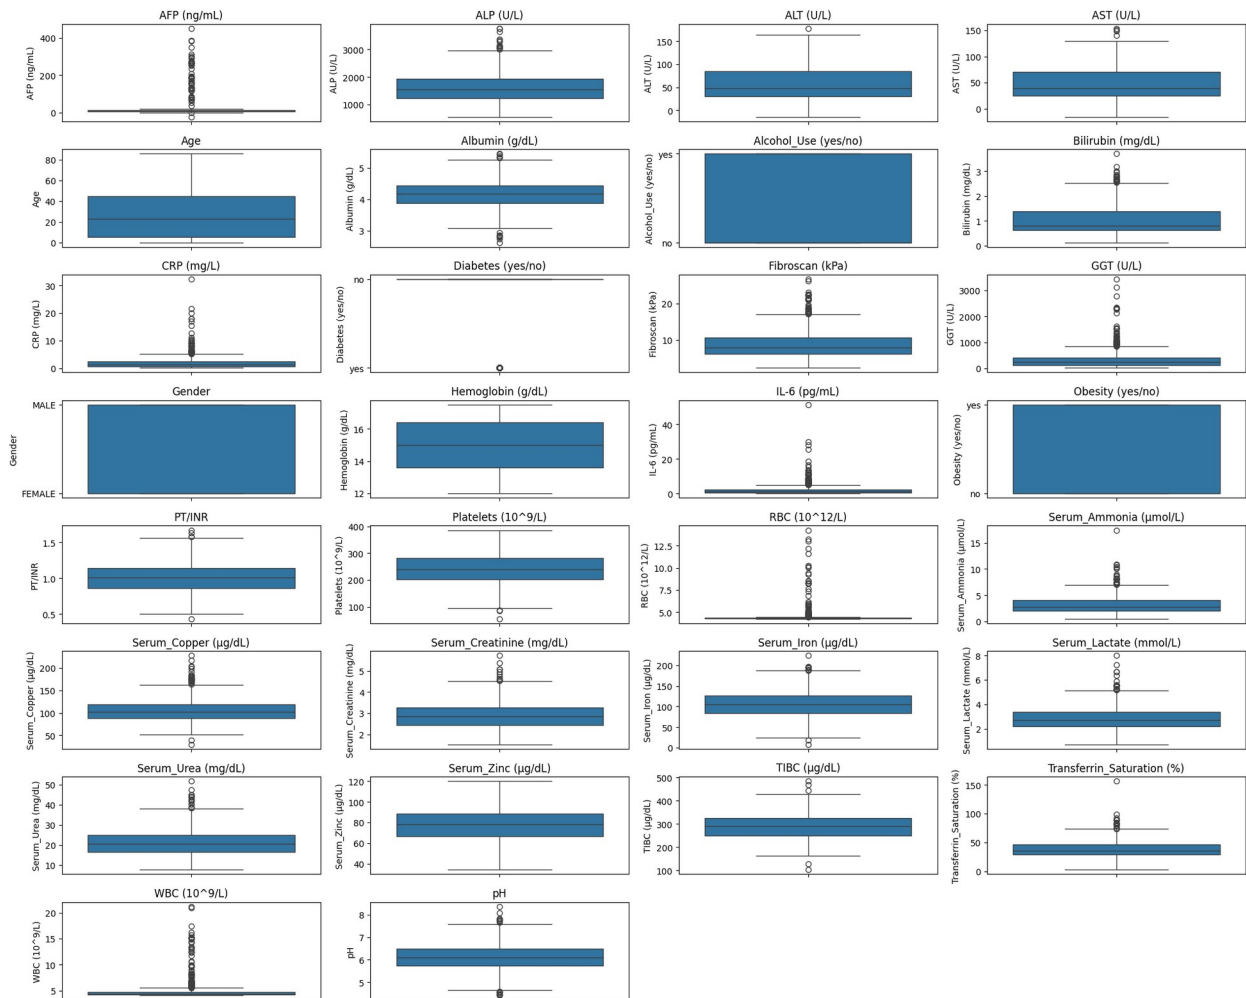 AFP (ng/mL)
AFP (ng/mL)
400
200
0
ALP (U/L)
ALP (U/L)
3000
2000
1000
ALT (U/L)
ALT (U/L)
150
100
50
0
AST (U/L)
AST (U/L)
150
100
50
0
Age
Age
80
60
40
20
0
Albumin (g/dL)
Albumin (g/dL)
5
4
3
Alcohol_Use (yes/no)
Alcohol_Use (yes/no)
yes
no
Bilirubin (mg/dL)
Bilirubin (mg/dL)
3
2
1
0
CRP (mg/L)
CRP (mg/L)
30
20
10
0
Diabetes (yes/no)
Diabetes (yes/no)
no
yes
Fibroscan (kPa)
Fibroscan (kPa)
20
10
GGT (U/L)
GGT (U/L)
3000
2000
1000
0
Gender
Gender
MALE
FEMALE
Hemoglobin (g/dL)
Hemoglobin (g/dL)
16
14
12
IL-6 (pg/mL)
IL-6 (pg/mL)
40
20
0
Obesity (yes/no)
Obesity (yes/no)
yes
no
PT/INR
PT/INR
1.5
1.0
0.5
Platelets (10^9/L)
Platelets (10^9/L)
400
300
200
100
RBC (10^12/L)
RBC (10^12/L)
12.5
10.0
7.5
5.0
Serum_Ammonia (μmol/L)
Serum_Ammonia (μmol/L)
15
10
5
0
Serum_Copper (μg/dL)
Serum_Copper (μg/dL)
200
150
100
50
Serum_Creatinine (mg/dL)
Serum_Creatinine (mg/dL)
5
4
3
2
Serum_Iron (μg/dL)
Serum_Iron (μg/dL)
200
150
100
50
0
Serum_Lactate (mmol/L)
Serum_Lactate (mmol/L)
8
6
4
2
Serum_Urea (mg/dL)
Serum_Urea (mg/dL)
50
40
30
20
10
Serum_Zinc (μg/dL)
Serum_Zinc (μg/dL)
120
100
80
60
40
TIBC (μg/dL)
TIBC (μg/dL)
500
400
300
200
100
Transferrin_Saturation (%)
Transferrin_Saturation (%)
150
100
50
0
WBC (10^9/L)
WBC (10^9/L)
20
15
10
5
pH
pH
8
7
6
5